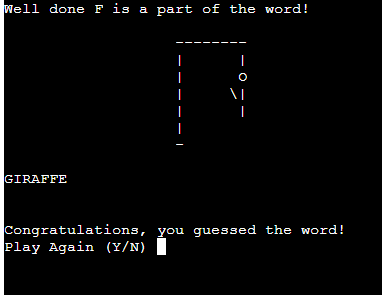 Well done F is a part of the word!
GIRAFFE
Congratulations, you guessed the word!
Play Again (Y/N)